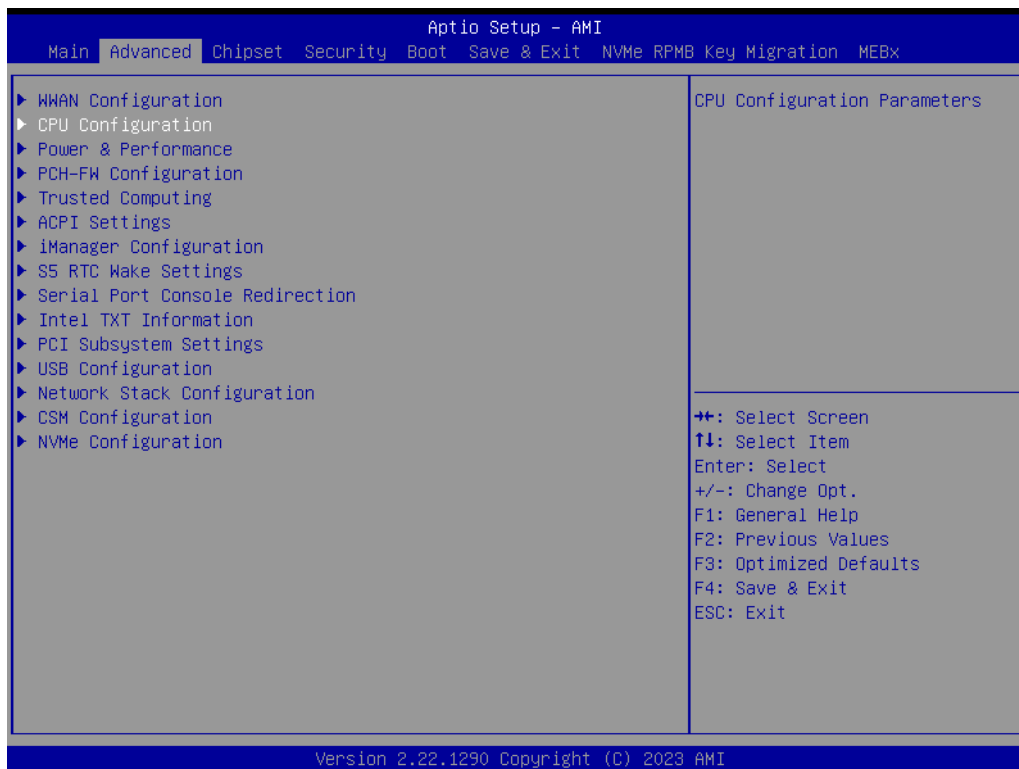 Aptio Setup – AMI
Main Advanced Chipset Security Boot Save & Exit NVMe RPMB Key Migration MEBx
▶ WWAN Configuration
▶ CPU Configuration
▶ Power & Performance
▶ PCH-FW Configuration
▶ Trusted Computing
▶ ACPI Settings
▶ iManager Configuration
▶ S5 RTC Wake Settings
▶ Serial Port Console Redirection
▶ Intel TXT Information
▶ PCI Subsystem Settings
▶ USB Configuration
▶ Network Stack Configuration
▶ CSM Configuration
▶ NVMe Configuration
CPU Configuration Parameters
→←: Select Screen
↑↓: Select Item
Enter: Select
+/-: Change Opt.
F1: General Help
F2: Previous Values
F3: Optimized Defaults
F4: Save & Exit
ESC: Exit
Version 2.22.1290 Copyright (C) 2023 AMI